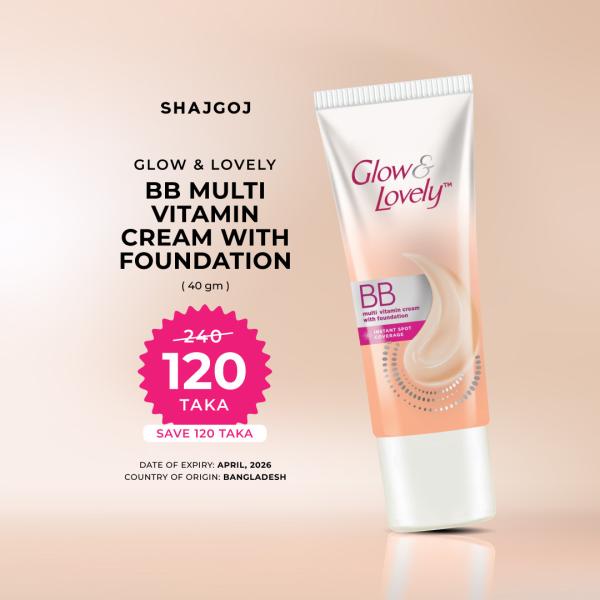 SHAJGOJ
GLOW & LOVELY
BB MULTI
VITAMIN
CREAM WITH
FOUNDATION
( 40 gm )
240
120
TAKA
SAVE 120 TAKA
DATE OF EXPIRY: APRIL, 2026
COUNTRY OF ORIGIN: BANGLADESH
Glow &
Lovely™
BB
multi vitamin cream
with foundation
INSTANT SPOT
COVERAGE